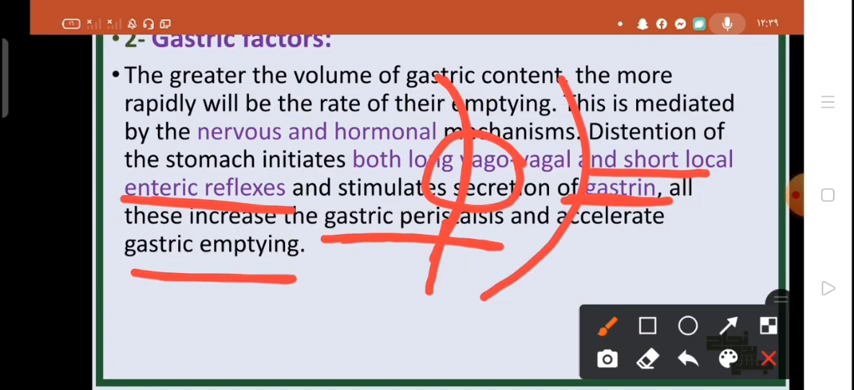 ١٢:٣٩
• 2- Gastric factors:
• The greater the volume of gastric content, the more
rapidly will be the rate of their emptying. This is mediated
by the nervous and hormonal mechanisms. Distention of
the stomach initiates both long vago-vagal and short local
enteric reflexes and stimulates secretion of gastrin, all
these increase the gastric peristalsis and accelerate
gastric emptying.